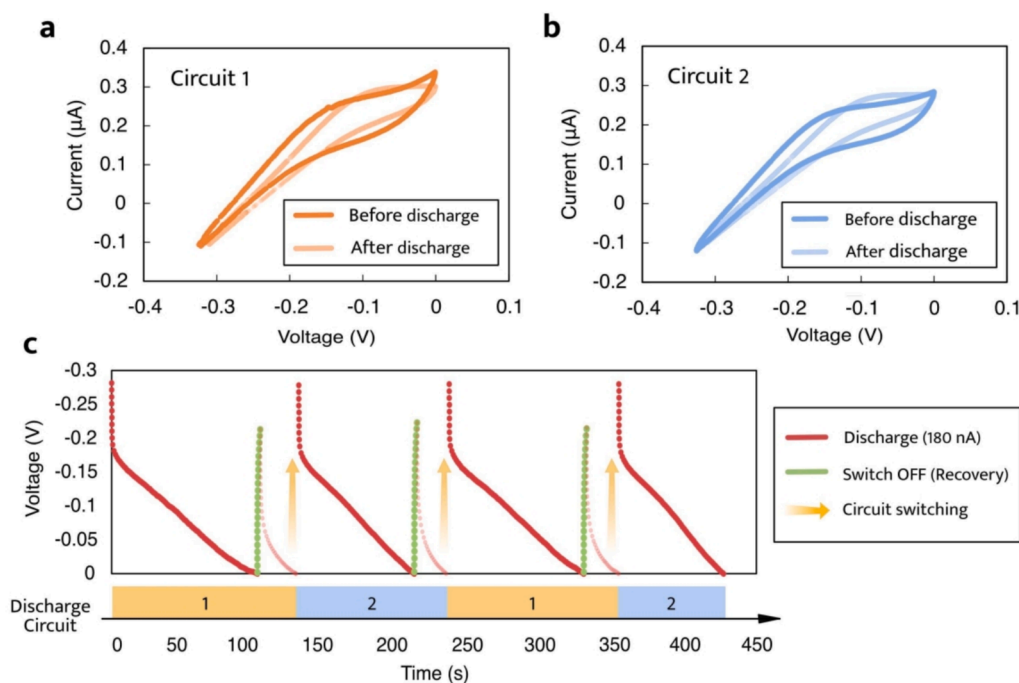 a
0.4
0.3
0.2
0.1
0
-0.1
-0.2
Current (µA)
Circuit 1
Before discharge
After discharge
-0.4 -0.3 -0.2 -0.1 0 0.1
Voltage (V)
b
0.4
0.3
0.2
0.1
0
-0.1
-0.2
Current (µA)
Circuit 2
Before discharge
After discharge
-0.4 -0.3 -0.2 -0.1 0 0.1
Voltage (V)
c
-0.3
-0.25
-0.2
-0.15
-0.1
-0.05
0
Voltage (V)
Discharge (180 nA)
Switch OFF (Recovery)
Circuit switching
Discharge
Circuit
1 2 1 2
0 50 100 150 200 250 300 350 400 450
Time (s)